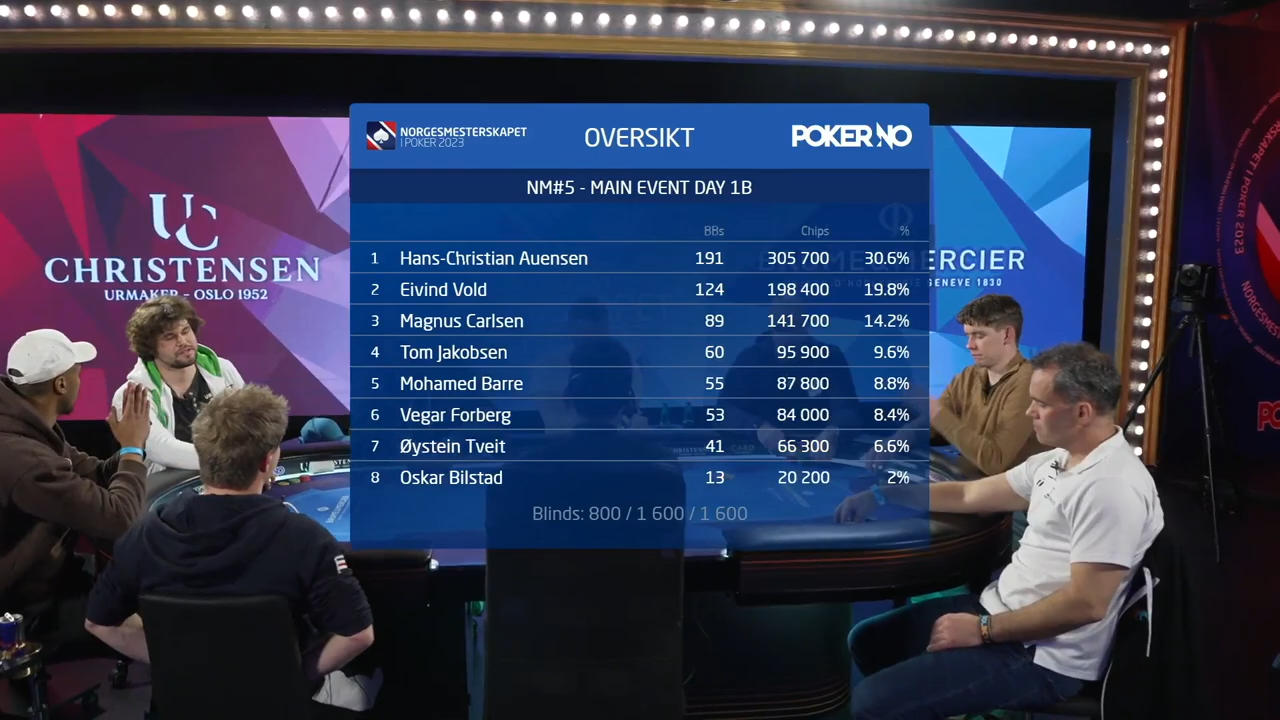 NORGESMESTERSKAPET
I POKER 2023
OVERSIKT
POKER NO
NM#5 - MAIN EVENT DAY 1B
BBs Chips %
1 Hans-Christian Auensen 191 305 700 30.6%
2 Eivind Vold 124 198 400 19.8%
3 Magnus Carlsen 89 141 700 14.2%
4 Tom Jakobsen 60 95 900 9.6%
5 Mohamed Barre 55 87 800 8.8%
6 Vegar Forberg 53 84 000 8.4%
7 Øystein Tveit 41 66 300 6.6%
8 Oskar Bilstad 13 20 200 2%
Blinds: 800 / 1 600 / 1 600
UC
CHRISTENSEN
URMAKER - OSLO 1952
BAUME & MERCIER
GENEVE 1830
POKER 2023